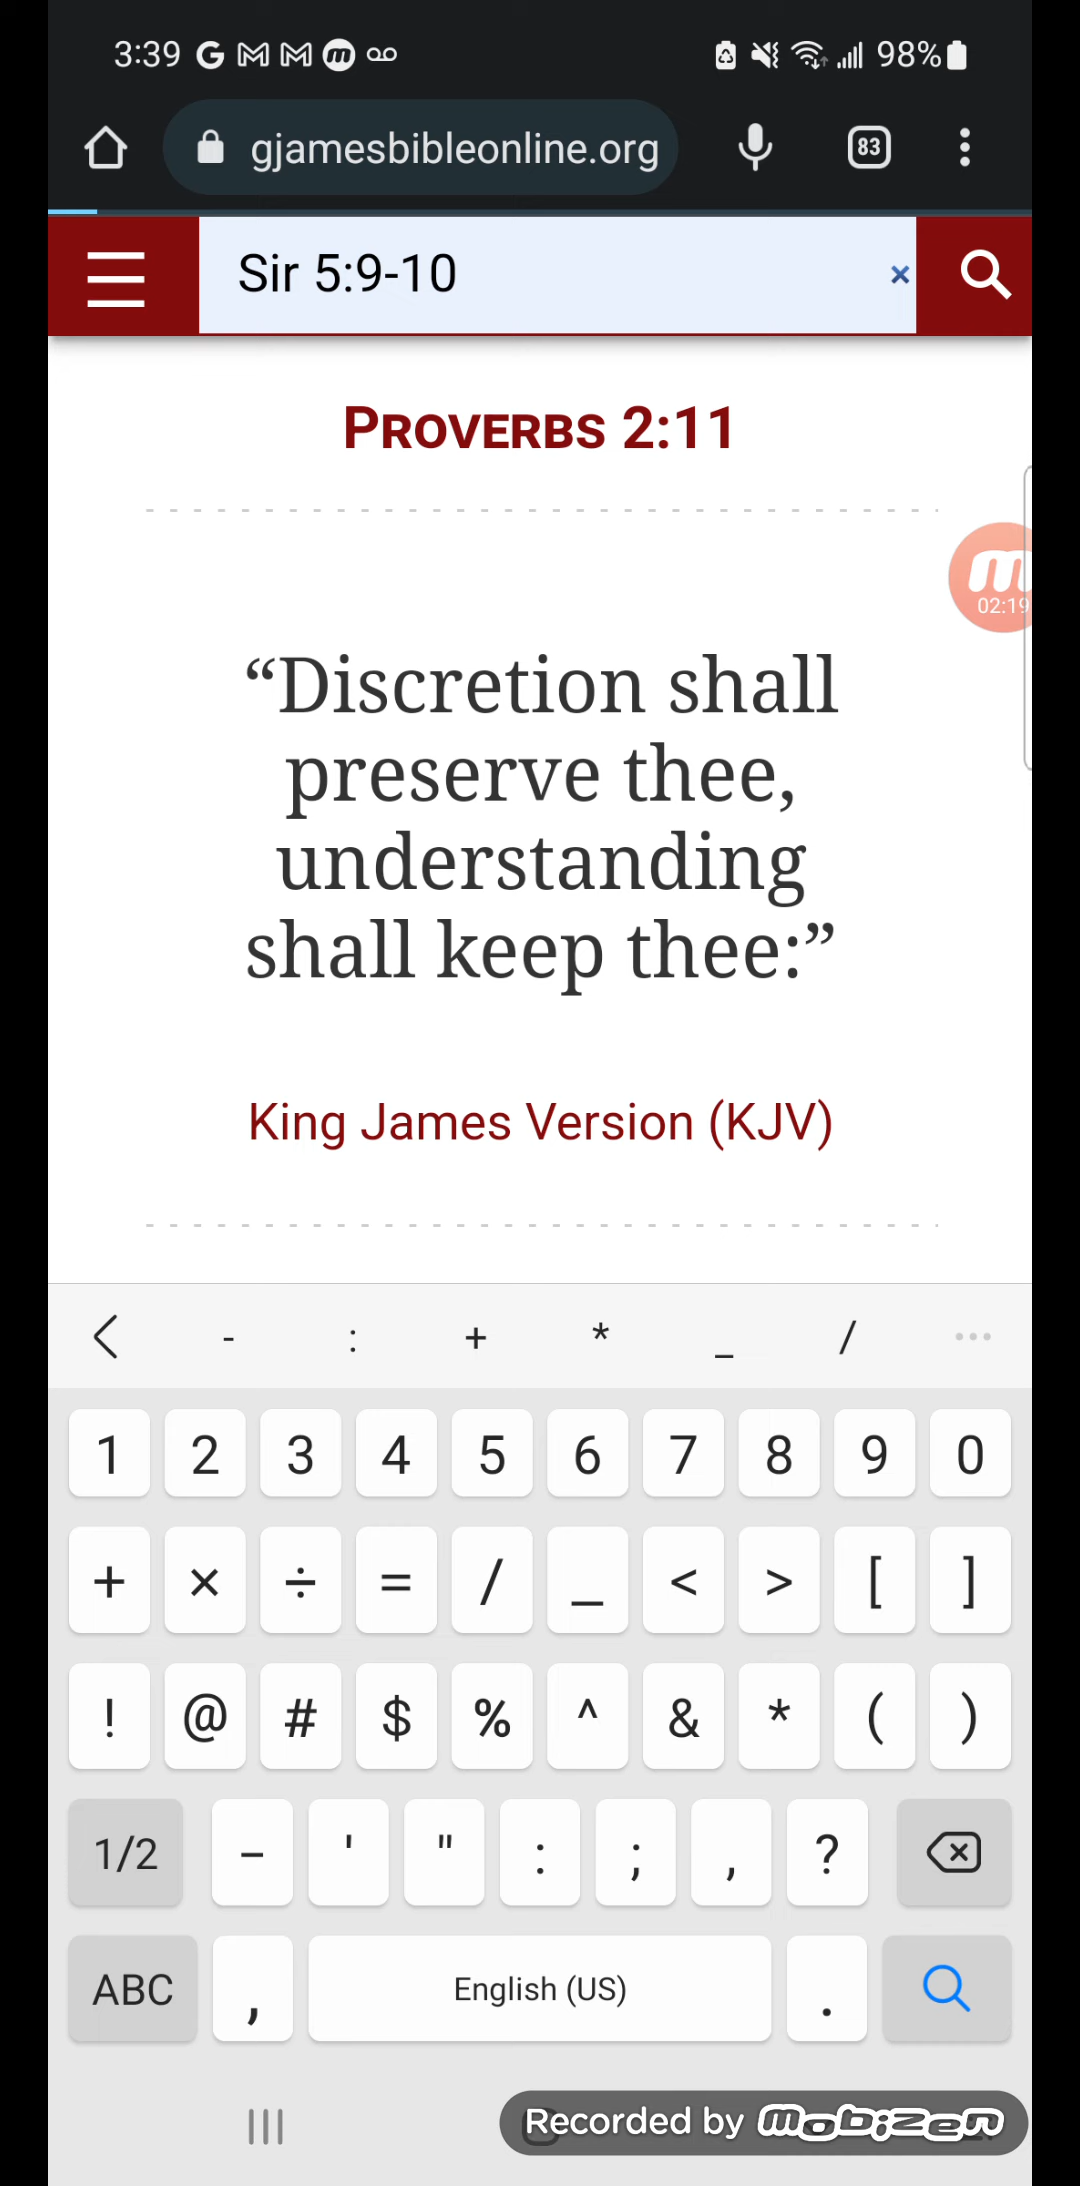 3:39 98%
gjamesbibleonline.org 83
Sir 5:9-10 ×
PROVERBS 2:11
02:19
“Discretion shall
preserve thee,
understanding
shall keep thee:”
King James Version (KJV)
- : + * _ / ...
1 2 3 4 5 6 7 8 9 0
+ × ÷ = / _ < > [ ]
! @ # $ % ^ & * ( )
1/2 - ' " : ; , ?
ABC , English (US) .
Recorded by mobizen